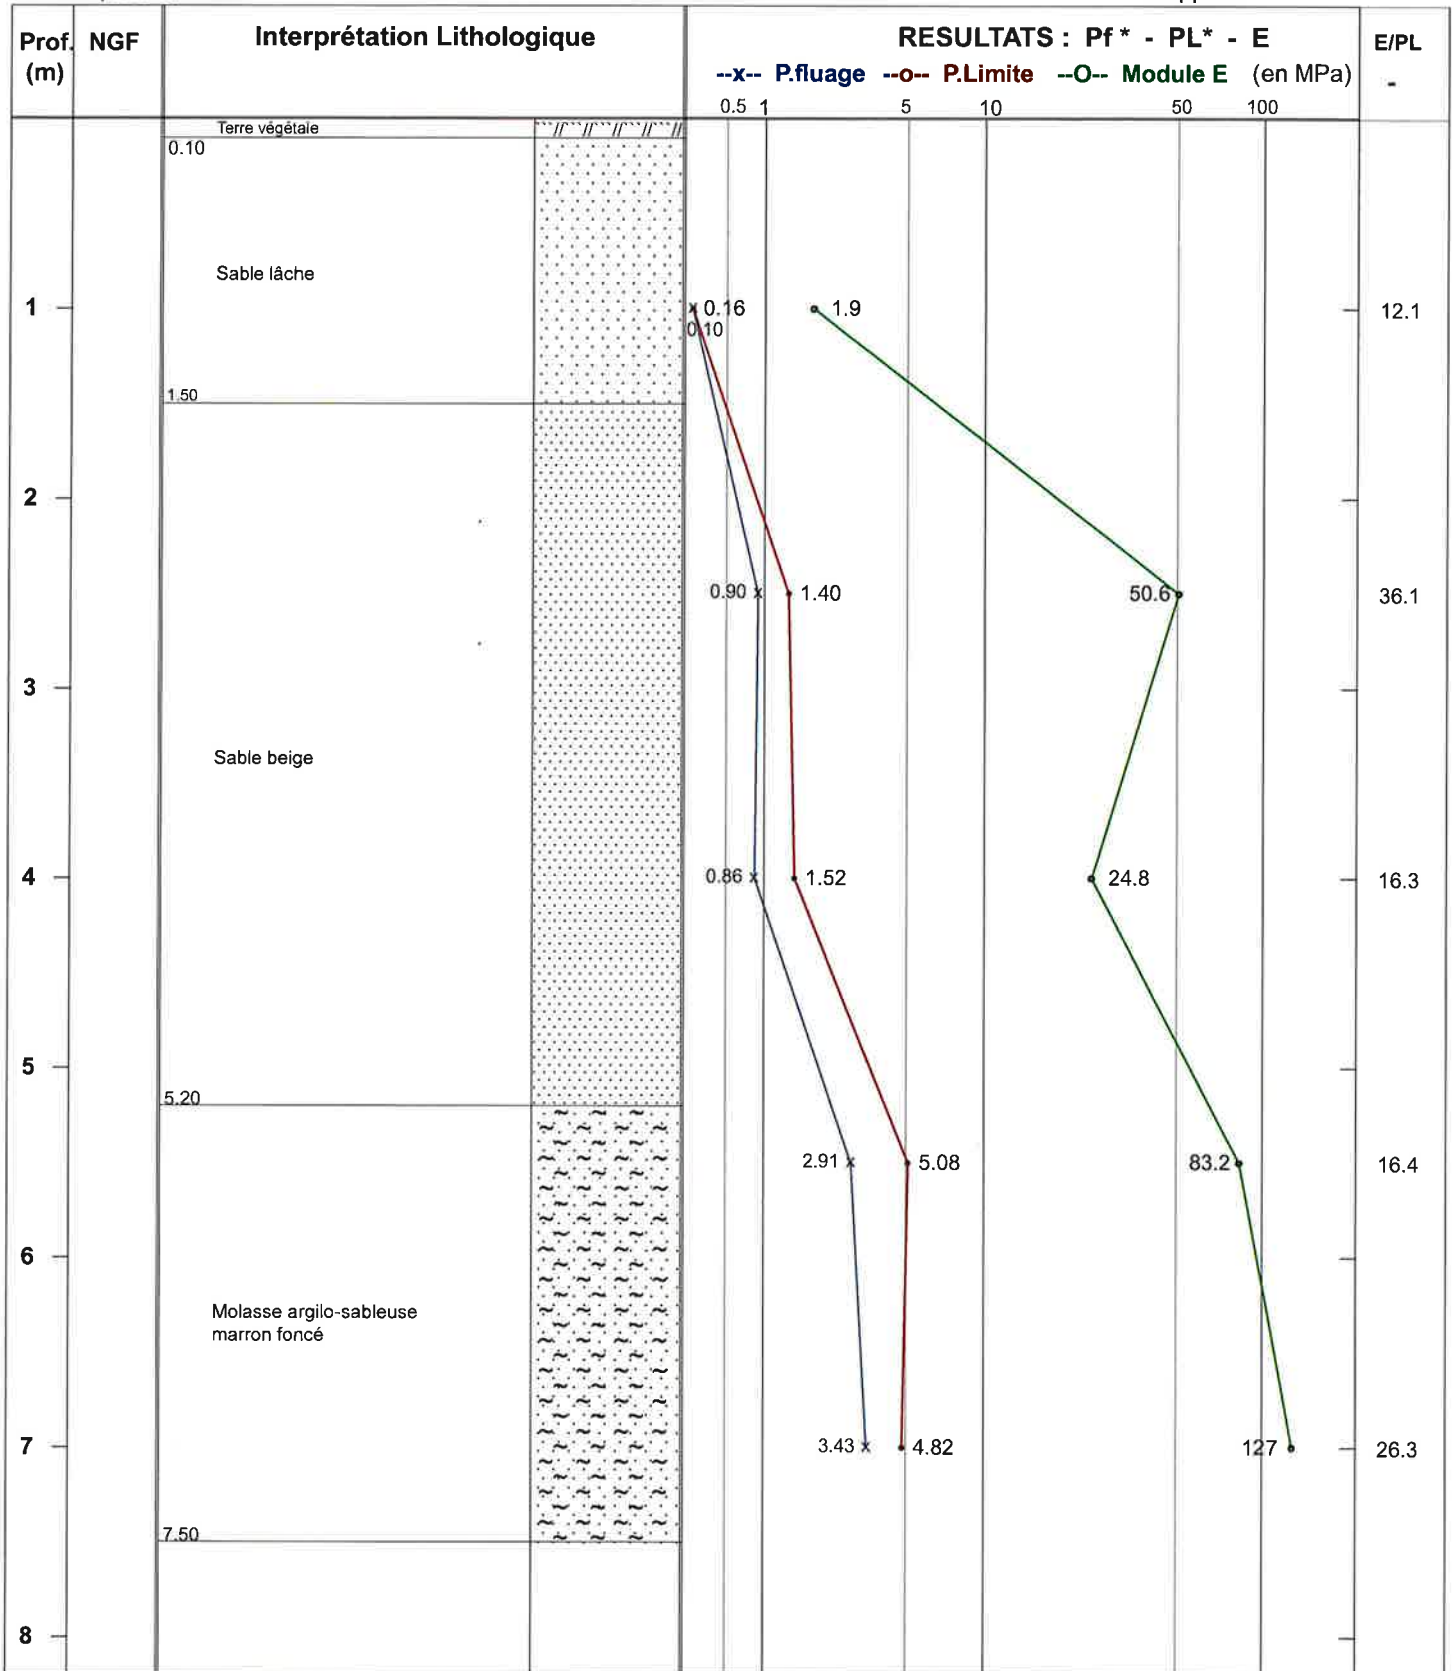 Prof. NGF Interprétation Lithologique RESULTATS : Pf* - PL* - E E/PL
(m) --x-- P.fluage --o-- P.Limite --O-- Module E (en MPa) -
0.5 1 5 10 50 100
Terre végétale
0.10
Sable lâche
1 0.16 1.9 12.1
0.10
1.50
2
0.90 1.40 50.6 36.1
3
Sable beige
4 0.86 1.52 24.8 16.3
5
5.20
2.91 5.08 83.2 16.4
6
Molasse argilo-sableuse
marron foncé
7 3.43 4.82 127 26.3
7.50
8